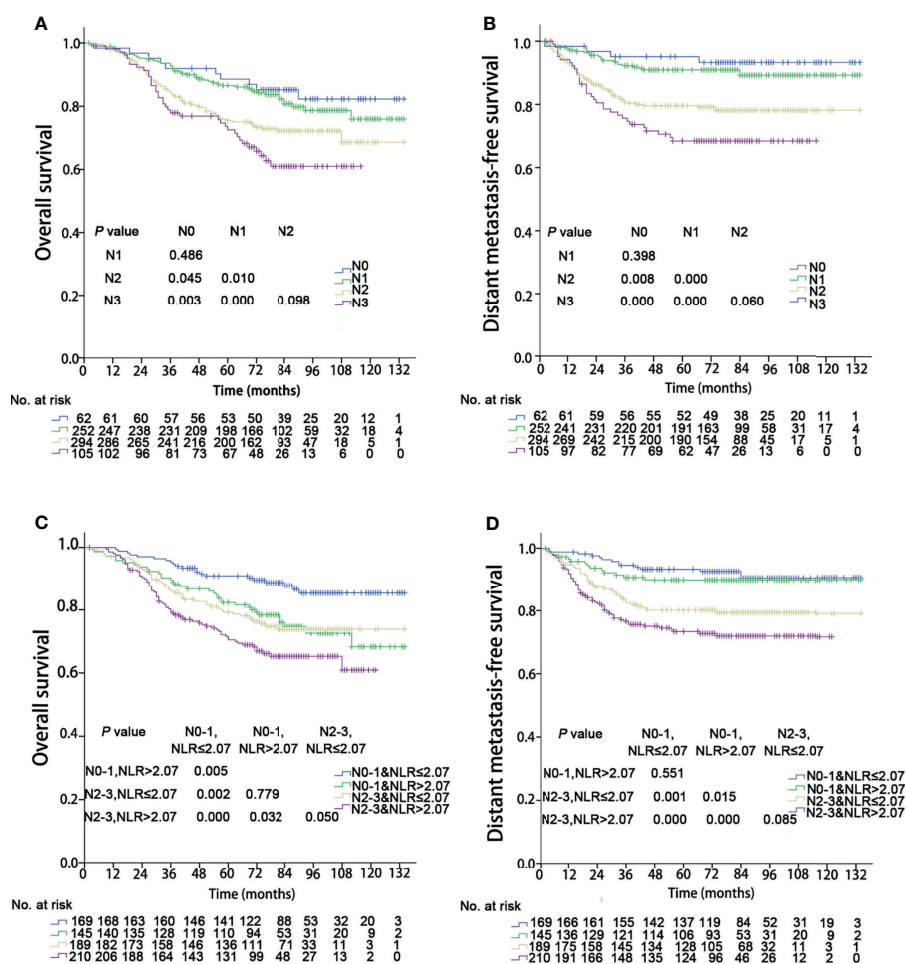 A
Overall survival
1.0
0.8
0.6
0.4
0.2
0.0
P value N0 N1 N2
N1 0.486
N2 0.045 0.010
N3 0.003 0.000 0.098
N0
N1
N2
N3
0 12 24 36 48 60 72 84 96 108 120 132
Time (months)
No. at risk
62 61 60 57 56 53 50 39 25 20 12 1
252 247 238 231 209 198 166 102 59 32 18 4
294 286 265 241 216 200 162 93 47 18 5 1
105 102 96 81 73 67 48 26 13 6 0 0
B
Distant metastasis-free survival
1.0
0.8
0.6
0.4
0.2
0.0
P value N0 N1 N2
N1 0.398
N2 0.008 0.000
N3 0.000 0.000 0.060
N0
N1
N2
N3
0 12 24 36 48 60 72 84 96 108 120 132
Time (months)
No. at risk
62 61 59 56 55 52 49 38 25 20 11 1
252 241 231 220 201 191 163 99 58 31 17 4
294 269 242 215 200 190 154 88 45 17 5 1
105 97 82 77 69 62 47 26 13 6 0 0
C
Overall survival
1.0
0.8
0.6
0.4
0.2
0.0
P value N0-1, N0-1, N2-3,
NLR≤2.07 NLR>2.07 NLR≤2.07
N0-1,NLR>2.07 0.005
N2-3,NLR≤2.07 0.002 0.779
N2-3,NLR>2.07 0.000 0.032 0.050
N0-1&NLR≤2.07
N0-1&NLR>2.07
N2-3&NLR≤2.07
N2-3&NLR>2.07
0 12 24 36 48 60 72 84 96 108 120 132
Time (months)
No. at risk
169 168 163 160 146 141 122 88 53 32 20 3
145 140 135 128 119 110 94 53 31 20 9 2
189 182 173 158 146 136 111 71 33 11 3 1
210 206 188 164 143 131 99 48 27 13 2 0
D
Distant metastasis-free survival
1.0
0.8
0.6
0.4
0.2
0.0
P value N0-1, N0-1, N2-3,
NLR≤2.07 NLR>2.07 NLR≤2.07
N0-1,NLR>2.07 0.551
N2-3,NLR≤2.07 0.001 0.015
N2-3,NLR>2.07 0.000 0.000 0.085
N0-1&NLR≤2.07
N0-1&NLR>2.07
N2-3&NLR≤2.07
N2-3&NLR>2.07
0 12 24 36 48 60 72 84 96 108 120 132
Time (months)
No. at risk
169 166 161 155 142 137 119 84 52 31 19 3
145 136 129 121 114 106 93 53 31 20 9 2
189 175 158 145 134 128 105 68 32 11 3 1
210 191 166 148 135 124 96 46 26 12 2 0